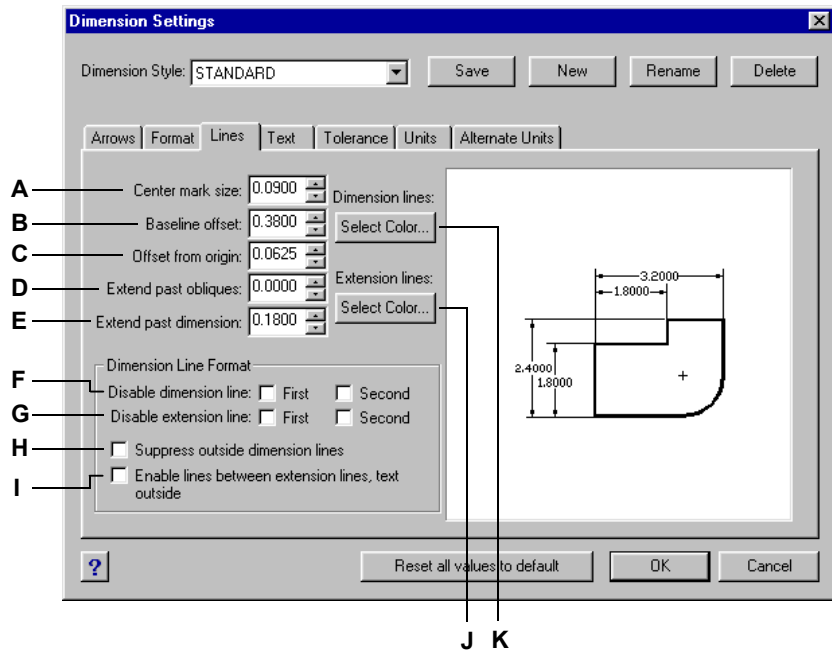 Dimension Settings
Dimension Style: STANDARD Save New Rename Delete
Arrows Format Lines Text Tolerance Units Alternate Units
A Center mark size: 0.0900 Dimension lines:
B Baseline offset: 0.3800 Select Color...
C Offset from origin: 0.0625 Extension lines:
D Extend past obliques: 0.0000 Select Color...
E Extend past dimension: 0.1800
3.2000
1.8000
2.4000
1.8000
Dimension Line Format
F Disable dimension line: First Second
G Disable extension line: First Second
H Suppress outside dimension lines
I Enable lines between extension lines, text
outside
? Reset all values to default OK Cancel
J K